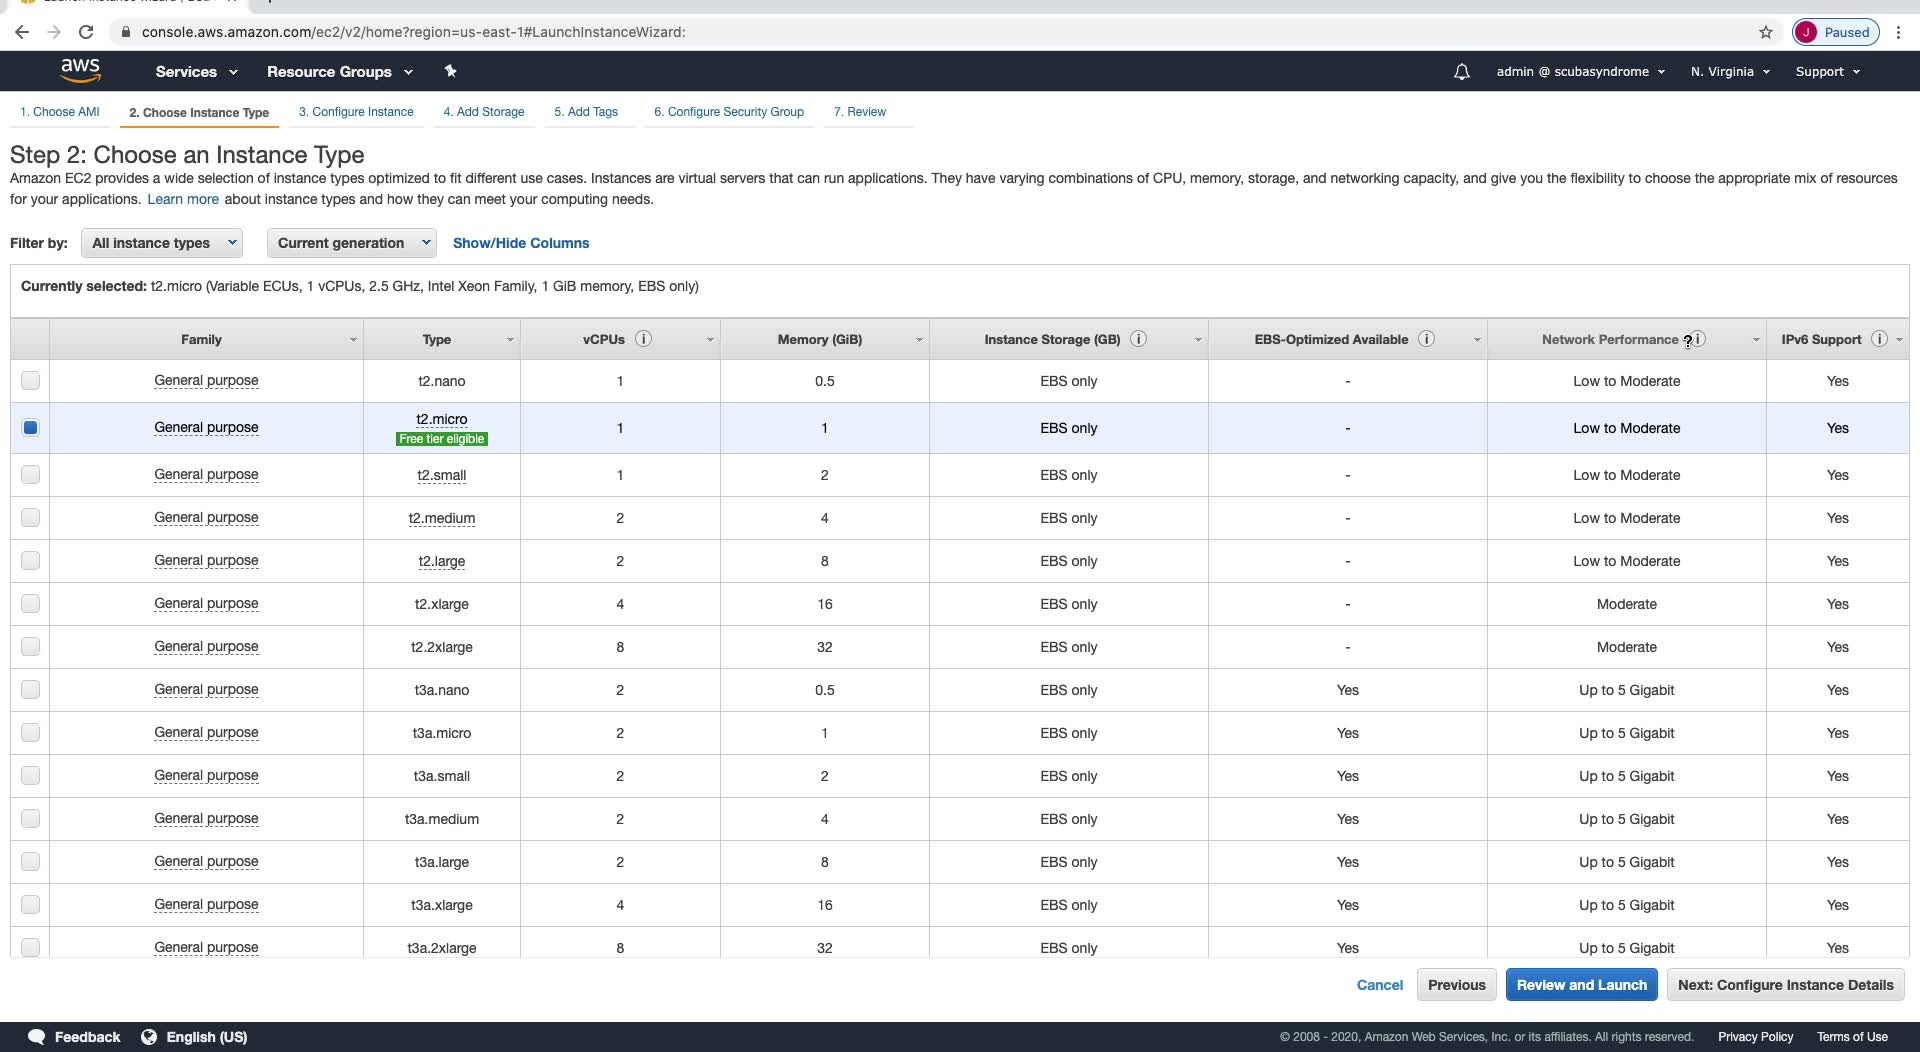 console.aws.amazon.com/ec2/v2/home?region=us-east-1#LaunchInstanceWizard:
J Paused
aws Services Resource Groups admin @ scubasyndrome N. Virginia Support
1. Choose AMI 2. Choose Instance Type 3. Configure Instance 4. Add Storage 5. Add Tags 6. Configure Security Group 7. Review
Step 2: Choose an Instance Type
Amazon EC2 provides a wide selection of instance types optimized to fit different use cases. Instances are virtual servers that can run applications. They have varying combinations of CPU, memory, storage, and networking capacity, and give you the flexibility to choose the appropriate mix of resources
for your applications. Learn more about instance types and how they can meet your computing needs.
Filter by: All instance types Current generation Show/Hide Columns
Currently selected: t2.micro (Variable ECUs, 1 vCPUs, 2.5 GHz, Intel Xeon Family, 1 GiB memory, EBS only)
Family Type vCPUs i Memory (GiB) Instance Storage (GB) i EBS-Optimized Available i Network Performance i IPv6 Support i
General purpose t2.nano 1 0.5 EBS only - Low to Moderate Yes
General purpose t2.micro 1 1 EBS only - Low to Moderate Yes
Free tier eligible
General purpose t2.small 1 2 EBS only - Low to Moderate Yes
General purpose t2.medium 2 4 EBS only - Low to Moderate Yes
General purpose t2.large 2 8 EBS only - Low to Moderate Yes
General purpose t2.xlarge 4 16 EBS only - Moderate Yes
General purpose t2.2xlarge 8 32 EBS only - Moderate Yes
General purpose t3a.nano 2 0.5 EBS only Yes Up to 5 Gigabit Yes
General purpose t3a.micro 2 1 EBS only Yes Up to 5 Gigabit Yes
General purpose t3a.small 2 2 EBS only Yes Up to 5 Gigabit Yes
General purpose t3a.medium 2 4 EBS only Yes Up to 5 Gigabit Yes
General purpose t3a.large 2 8 EBS only Yes Up to 5 Gigabit Yes
General purpose t3a.xlarge 4 16 EBS only Yes Up to 5 Gigabit Yes
General purpose t3a.2xlarge 8 32 EBS only Yes Up to 5 Gigabit Yes
Cancel Previous Review and Launch Next: Configure Instance Details
Feedback English (US) © 2008 - 2020, Amazon Web Services, Inc. or its affiliates. All rights reserved. Privacy Policy Terms of Use